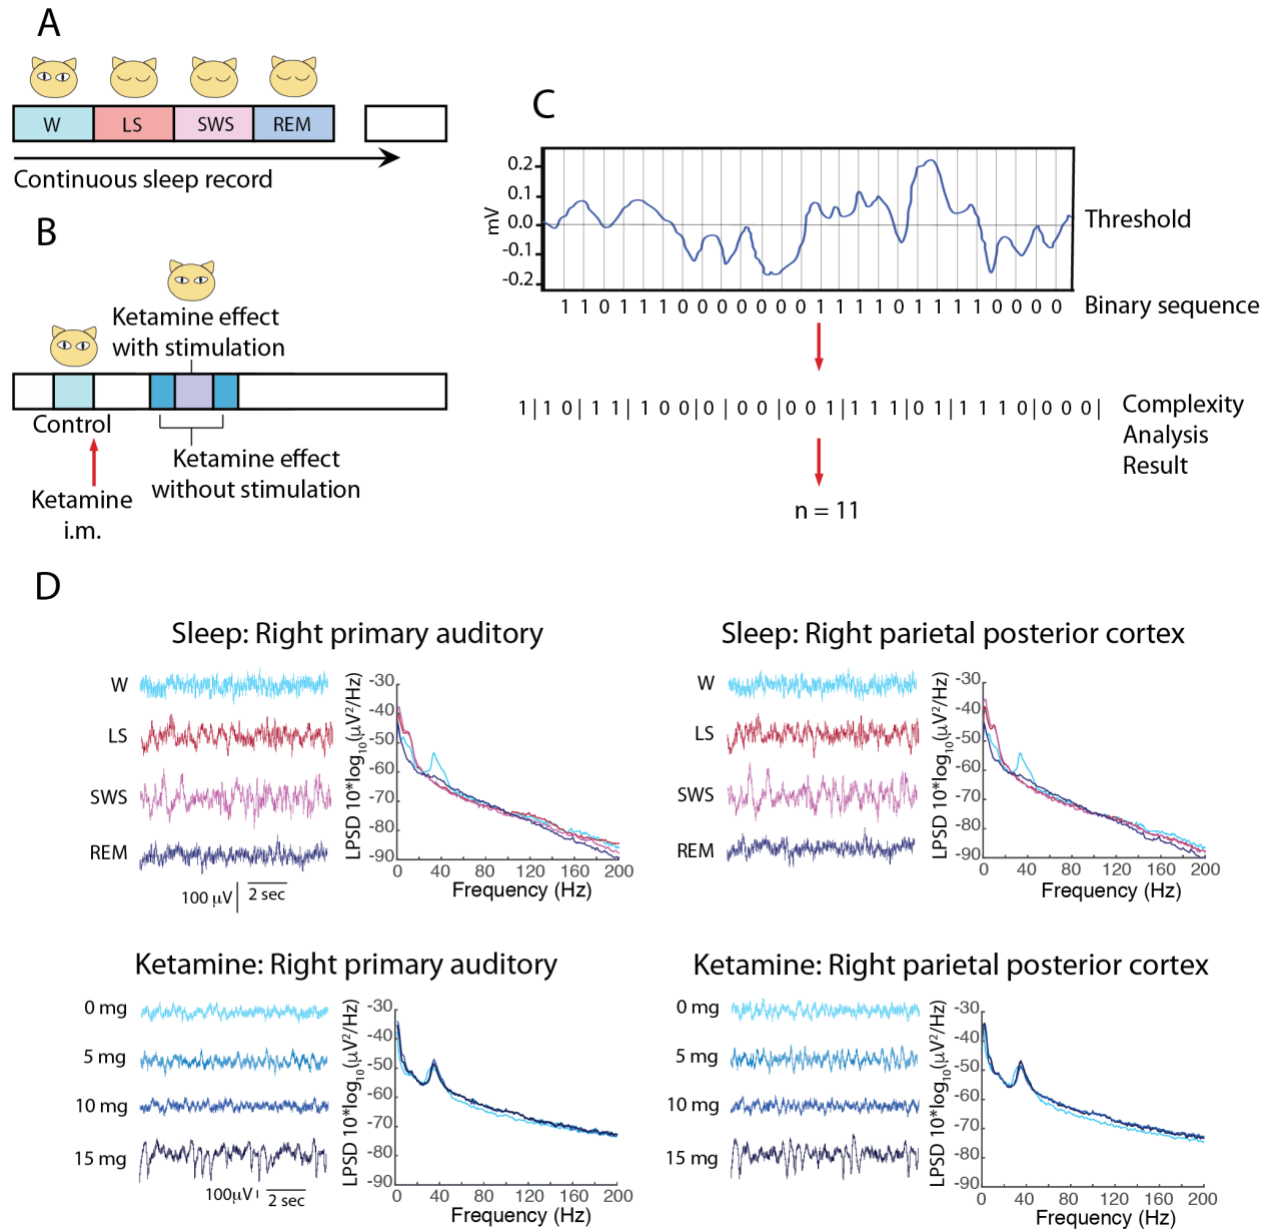 A
W LS SWS REM
Continuous sleep record
B
Ketamine effect
with stimulation
Control
Ketamine effect
without stimulation
Ketamine
i.m.
C
mV
0.2
0.1
0.0
-0.1
-0.2
Threshold
1 1 0 1 1 1 0 0 0 0 0 0 0 1 1 1 1 0 1 1 1 1 0 0 0 0
Binary sequence
1|1 0|1 1|1 0 0|0|0 0|0 0 1|1 1 1|0 1|1 1 1 0|0 0 0|
Complexity
Analysis
Result
n = 11
D
Sleep: Right primary auditory
W
LS
SWS
REM
100 μV
2 sec
LPSD 10*log10(μV²/Hz)
-30
-40
-50
-60
-70
-80
-90
0 40 80 120 160 200
Frequency (Hz)
Sleep: Right parietal posterior cortex
W
LS
SWS
REM
LPSD 10*log10(μV²/Hz)
-30
-40
-50
-60
-70
-80
-90
0 40 80 120 160 200
Frequency (Hz)
Ketamine: Right primary auditory
0 mg
5 mg
10 mg
15 mg
100μV
2 sec
LPSD 10*log10(μV²/Hz)
-30
-40
-50
-60
-70
-80
-90
0 40 80 120 160 200
Frequency (Hz)
Ketamine: Right parietal posterior cortex
0 mg
5 mg
10 mg
15 mg
LPSD 10*log10(μV²/Hz)
-30
-40
-50
-60
-70
-80
-90
0 40 80 120 160 200
Frequency (Hz)